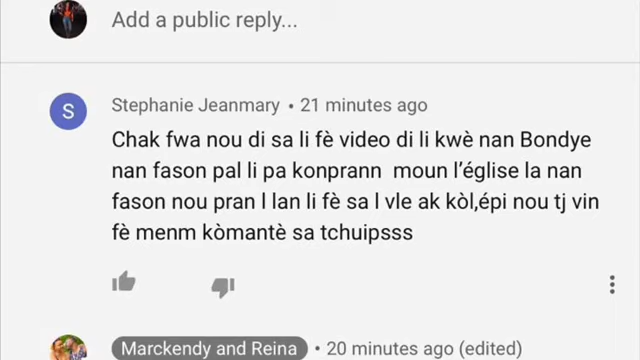 Add a public reply...
S
Stephanie Jeanmary • 21 minutes ago
Chak fwa nou di sa li fè video di li kwè nan Bondye
nan fason pal li pa konprann moun l’église la nan
fason nou pran l lan li fè sa l vle ak kòl,épi nou tj vin
fè menm kòmantè sa tchuipsss
Marckendy and Reina • 20 minutes ago (edited)